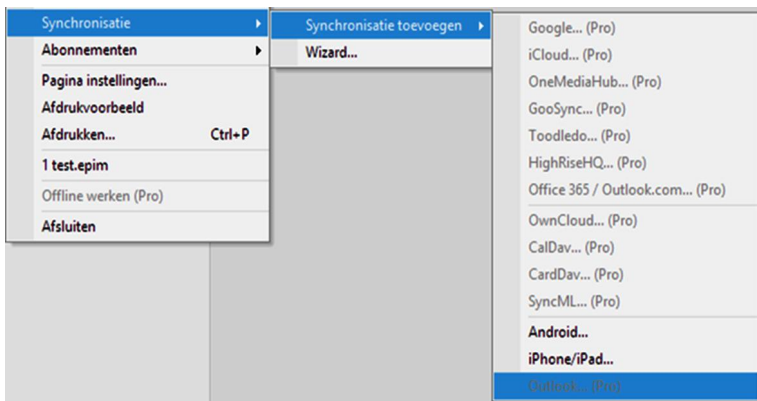 Synchronisatie
Abonnementen
Pagina instellingen...
Afdrukvoorbeeld
Afdrukken... Ctrl+P
1 test.epim
Offline werken (Pro)
Afsluiten
Synchronisatie toevoegen
Wizard...
Google... (Pro)
iCloud... (Pro)
OneMediaHub... (Pro)
GooSync... (Pro)
Toodledo... (Pro)
HighRiseHQ... (Pro)
Office 365 / Outlook.com... (Pro)
OwnCloud... (Pro)
CalDav... (Pro)
CardDav... (Pro)
SyncML... (Pro)
Android...
iPhone/iPad...
Outlook... (Pro)